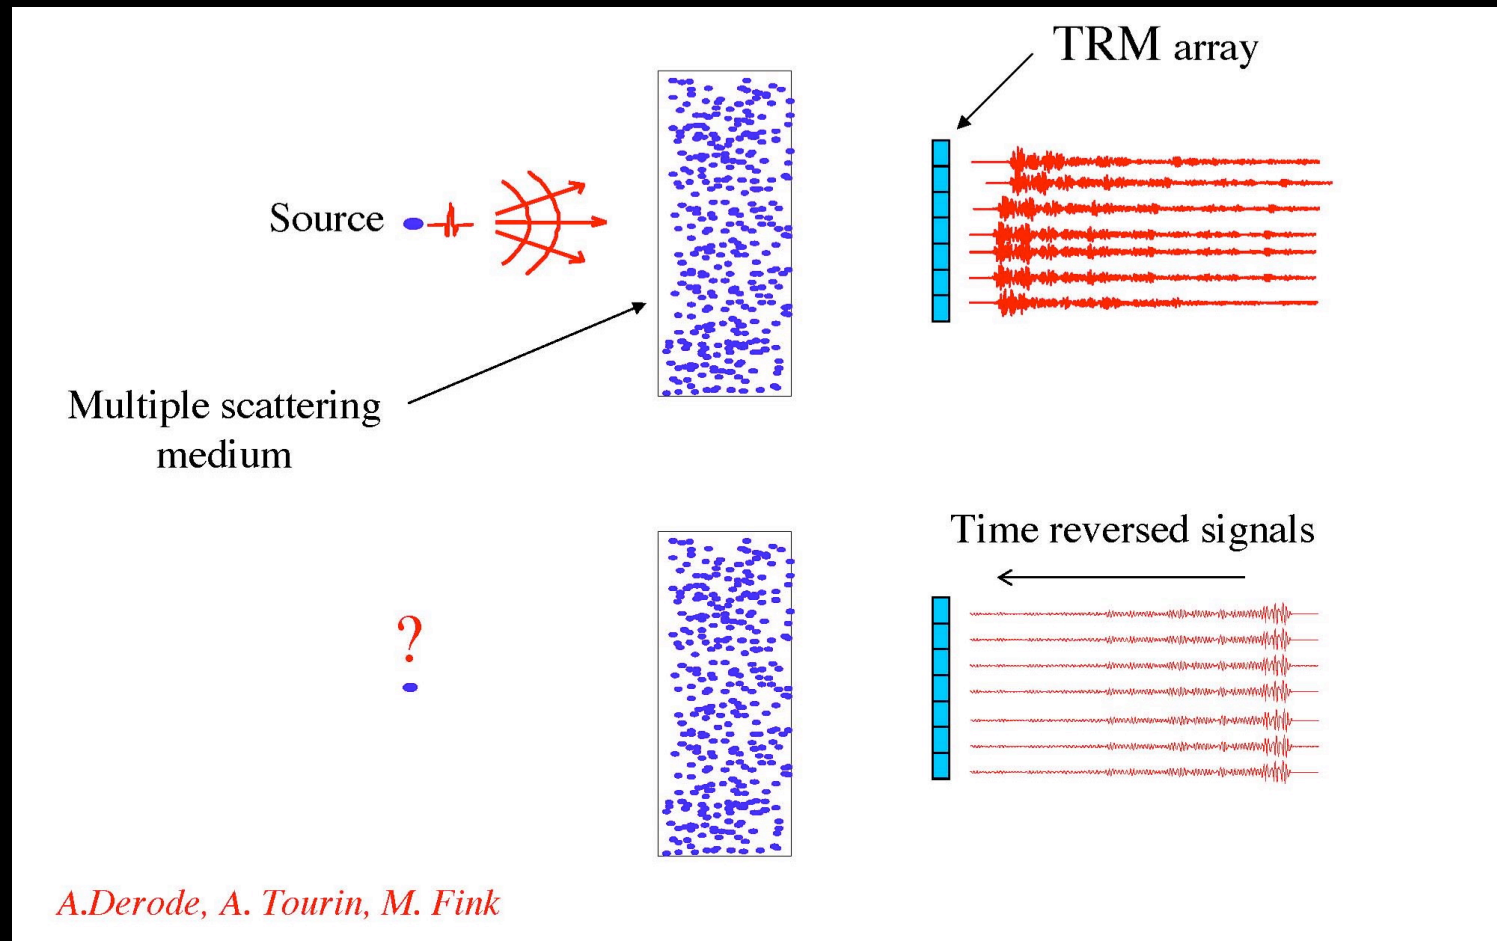 TRM array
Source
Multiple scattering
medium
Time reversed signals
?
A.Derode, A. Tourin, M. Fink